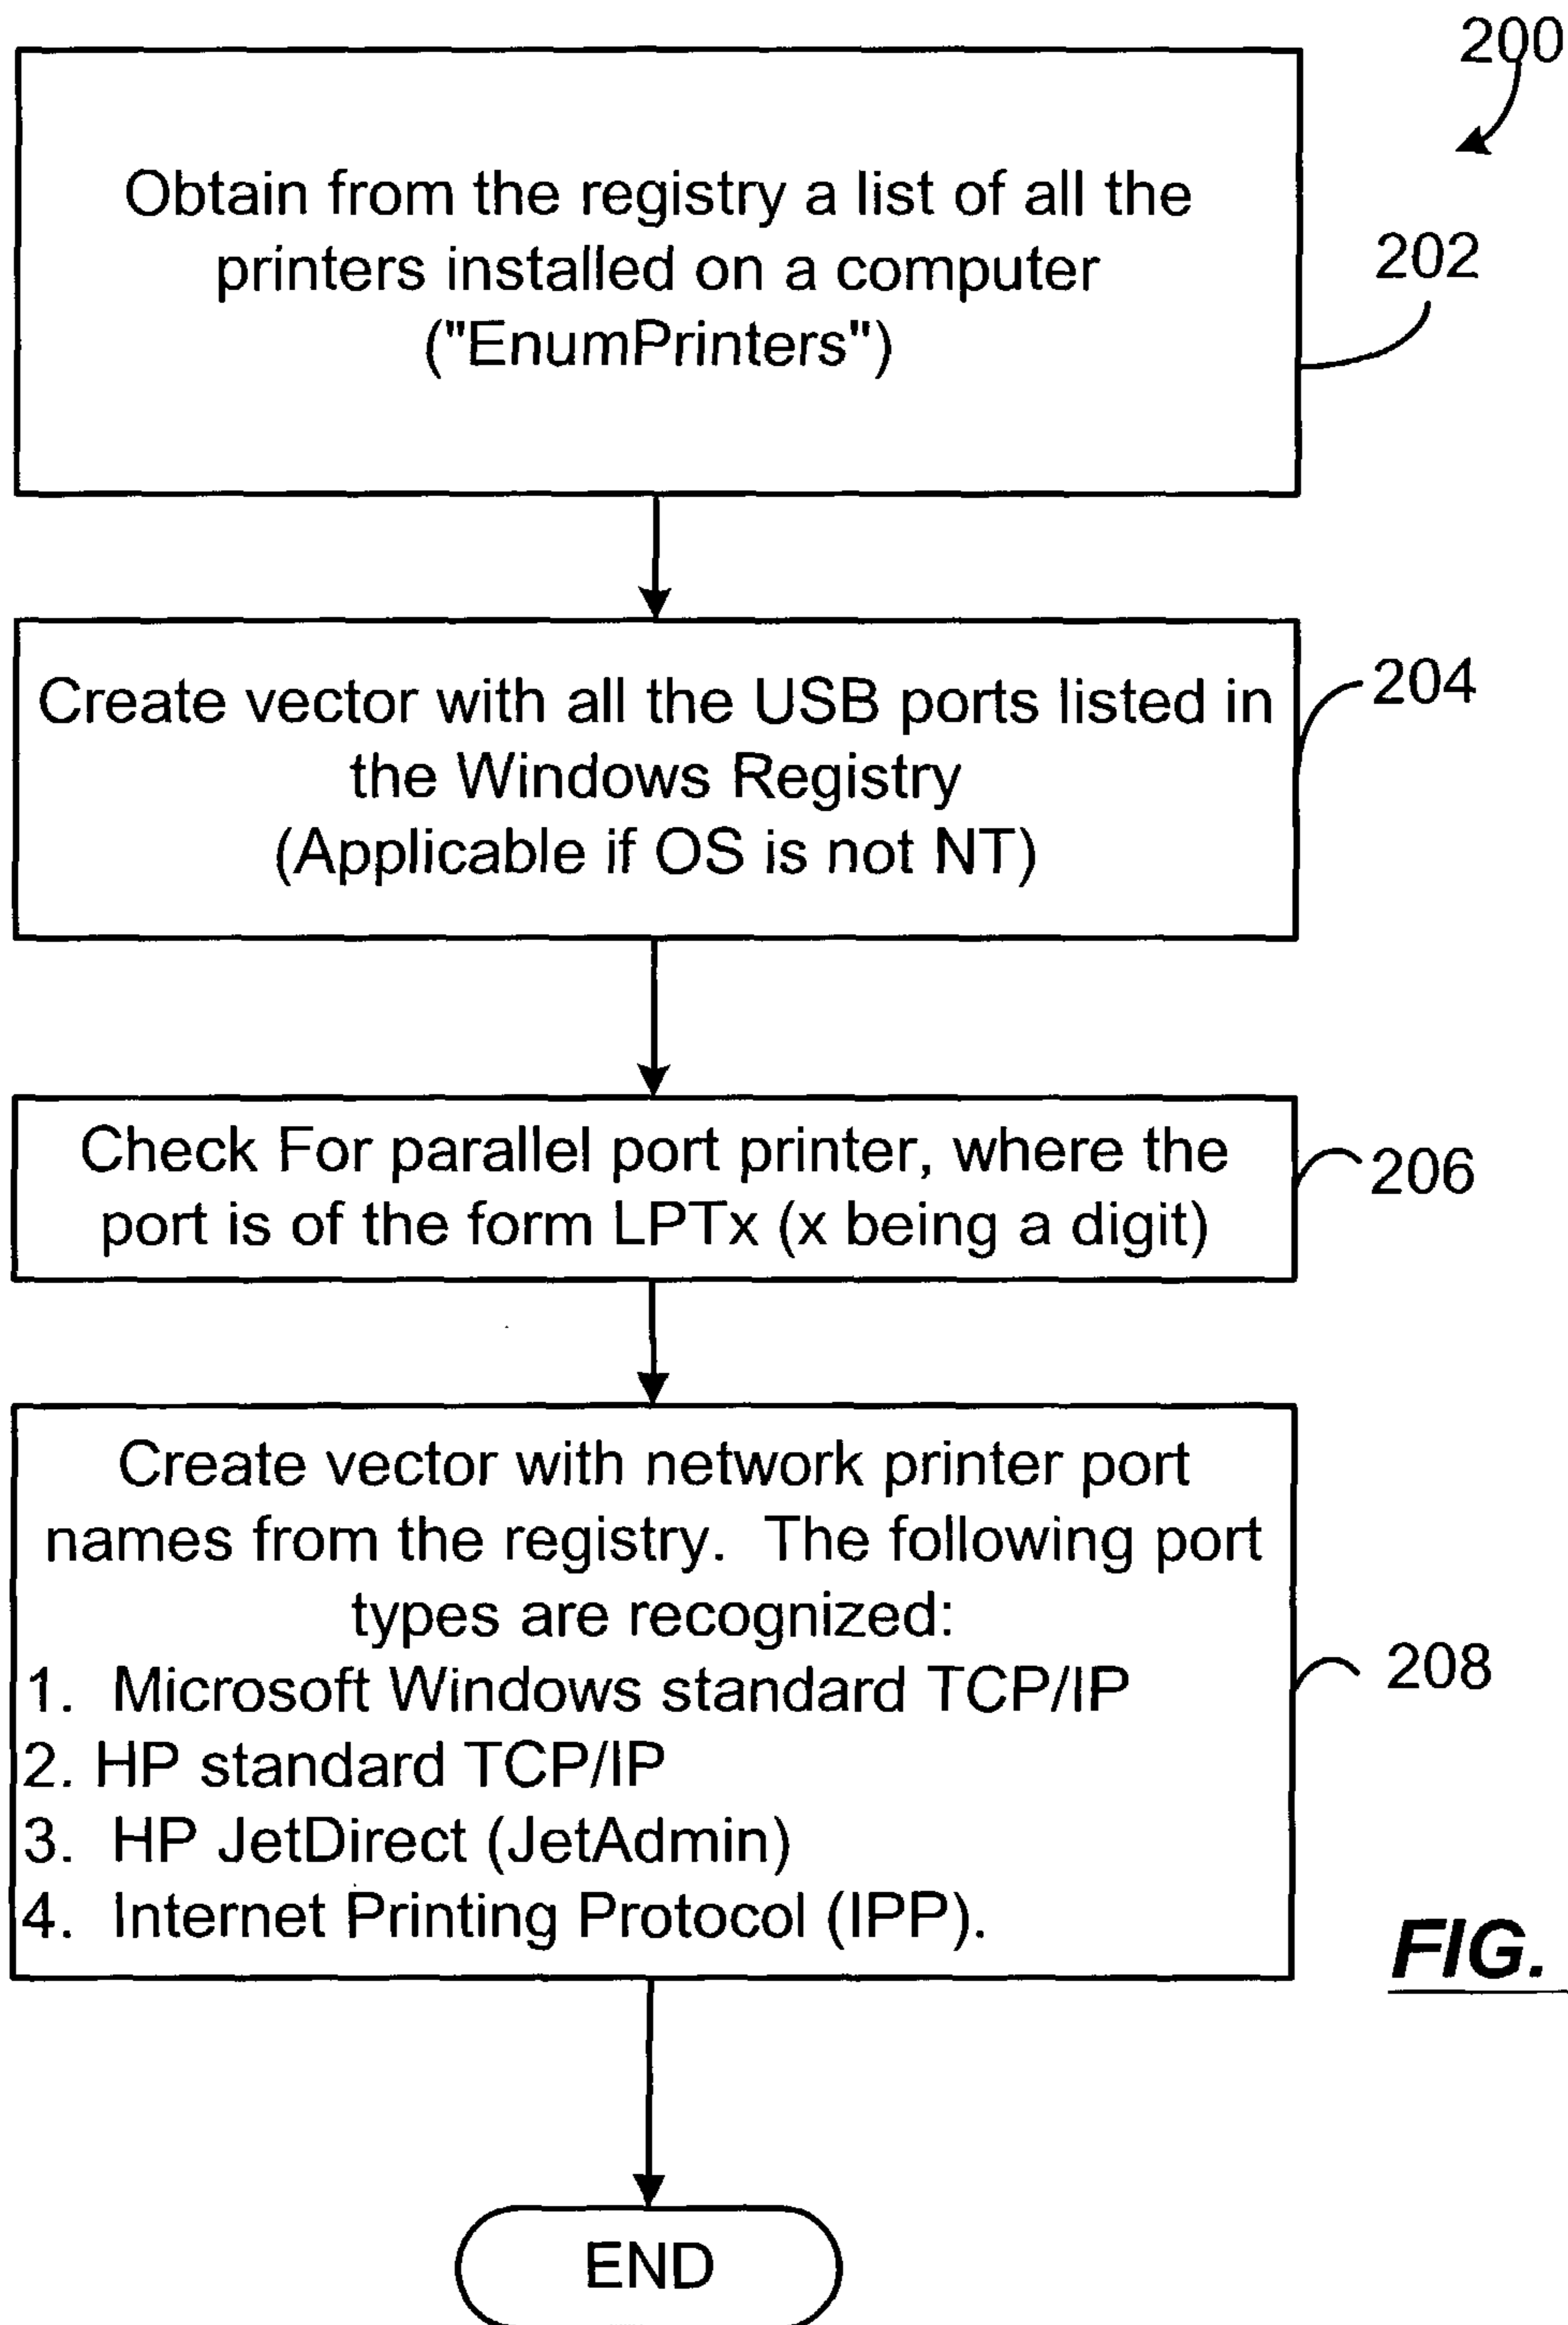 200
Obtain from the registry a list of all the
printers installed on a computer
("EnumPrinters")
202
Create vector with all the USB ports listed in
the Windows Registry
(Applicable if OS is not NT)
204
Check For parallel port printer, where the
port is of the form LPTx (x being a digit)
206
Create vector with network printer port
names from the registry. The following port
types are recognized:
1. Microsoft Windows standard TCP/IP
2. HP standard TCP/IP
3. HP JetDirect (JetAdmin)
4. Internet Printing Protocol (IPP).
208
FIG.
END